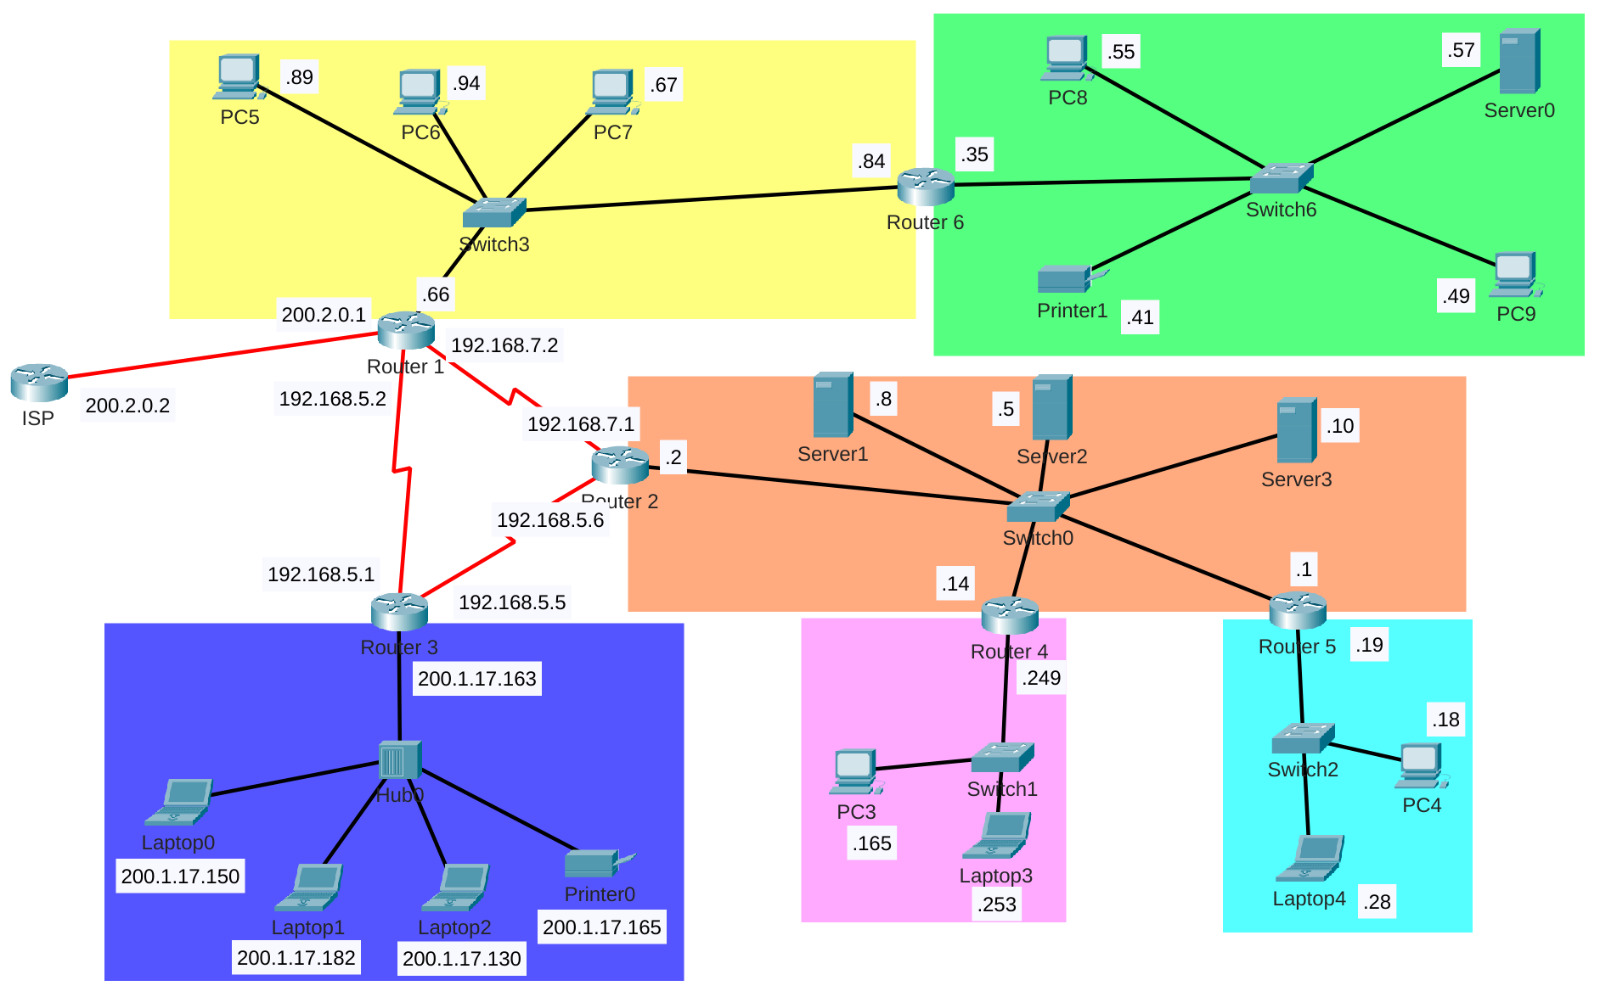 .89
PC5
.94
PC6
.67
PC7
.84
.35
Router 6
Switch3
.66
.55
PC8
.57
Server0
Switch6
Printer1
.41
.49
PC9
200.2.0.1
192.168.7.2
Router 1
192.168.5.2
ISP
200.2.0.2
192.168.7.1
.2
Router 2
192.168.5.6
192.168.5.1
192.168.5.5
Router 3
.8
Server1
.5
Server2
.10
Server3
Switch0
.14
.1
Router 4
.249
Router 5
.19
200.1.17.163
Hub0
Laptop0
200.1.17.150
Laptop1
200.1.17.182
Laptop2
200.1.17.130
Printer0
200.1.17.165
PC3
.165
Switch1
Laptop3
.253
.18
Switch2
PC4
Laptop4
.28